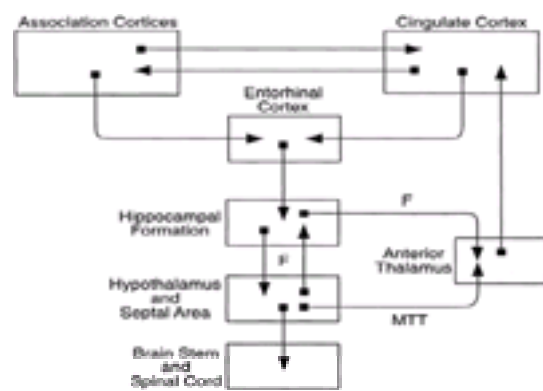 Association Cortices
Cingulate Cortex
Entorhinal
Cortex
Hippocampal
Formation
F
F
Anterior
Thalamus
Hypothalamus
and
Septal Area
MTT
Brain Stem
and
Spinal Cord